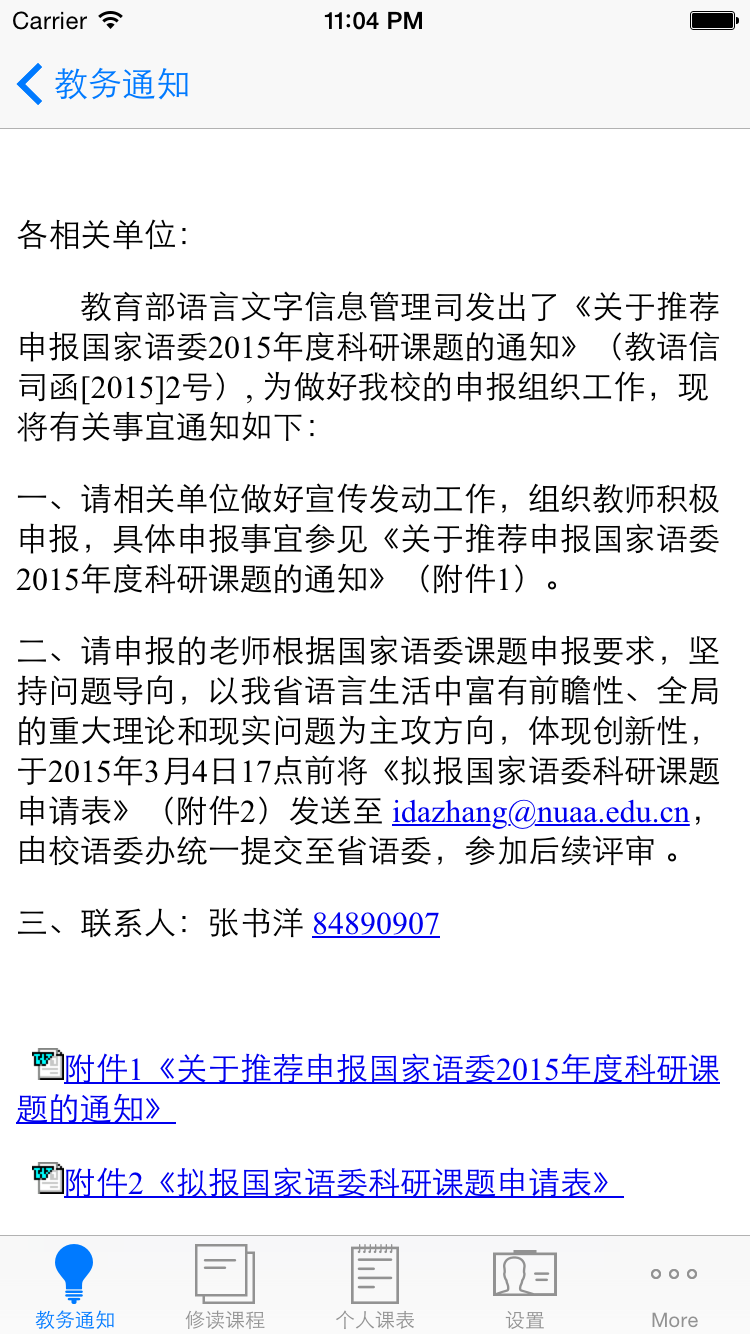 Carrier 11:04 PM
教务通知
各相关单位：
教育部语言文字信息管理司发出了《关于推荐
申报国家语委2015年度科研课题的通知》（教语信
司函[2015]2号）, 为做好我校的申报组织工作，现
将有关事宜通知如下：
一、请相关单位做好宣传发动工作，组织教师积极
申报，具体申报事宜参见《关于推荐申报国家语委
2015年度科研课题的通知》（附件1）。
二、请申报的老师根据国家语委课题申报要求，坚
持问题导向，以我省语言生活中富有前瞻性、全局
的重大理论和现实问题为主攻方向，体现创新性，
于2015年3月4日17点前将《拟报国家语委科研课题
申请表》（附件2）发送至 idazhang@nuaa.edu.cn，
由校语委办统一提交至省语委，参加后续评审 。
三、联系人：张书洋 84890907
附件1《关于推荐申报国家语委2015年度科研课
题的通知》
附件2《拟报国家语委科研课题申请表》
教务通知 修读课程 个人课表 设置 More